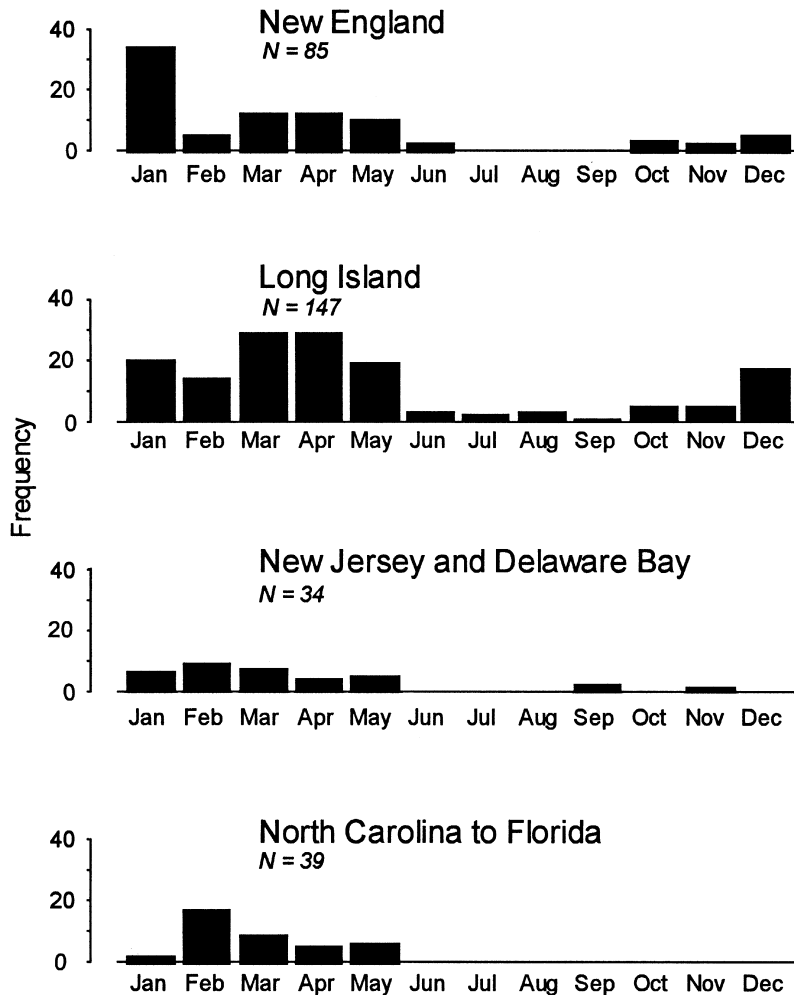 New England
N = 85
40
20
0
Jan Feb Mar Apr May Jun Jul Aug Sep Oct Nov Dec
Long Island
N = 147
40
20
0
Jan Feb Mar Apr May Jun Jul Aug Sep Oct Nov Dec
Frequency
New Jersey and Delaware Bay
N = 34
40
20
0
Jan Feb Mar Apr May Jun Jul Aug Sep Oct Nov Dec
North Carolina to Florida
N = 39
40
20
0
Jan Feb Mar Apr May Jun Jul Aug Sep Oct Nov Dec